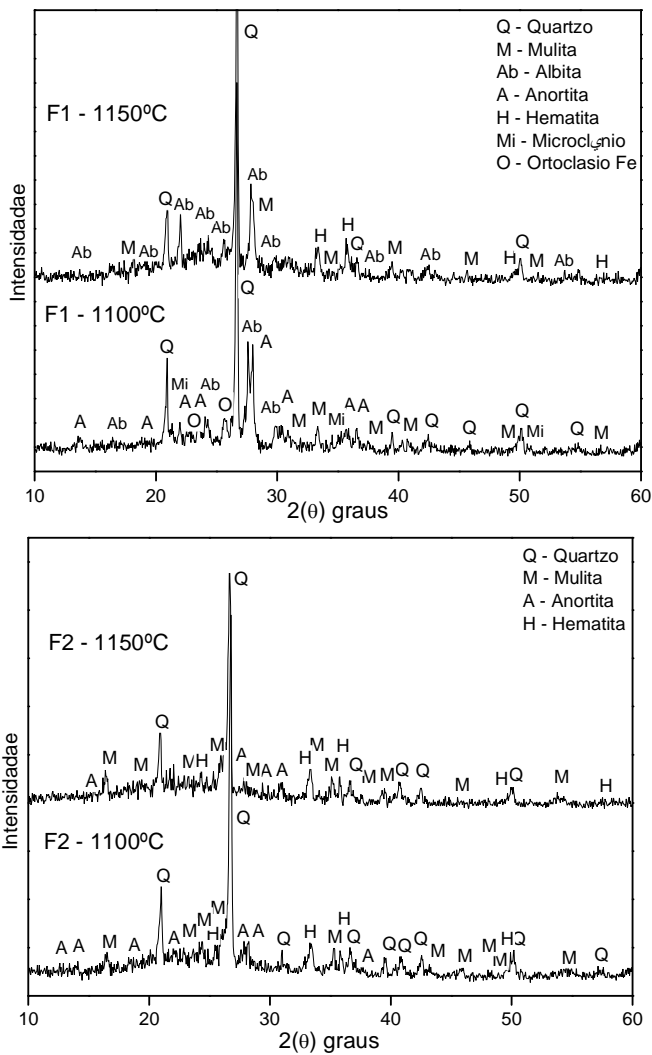 Q
Q - Quartzo
M - Mulita
Ab - Albita
A - Anortita
H - Hematita
Mi -
O - Ortoclasio Fe
F1 - 1150ºC
Ab
Q Ab Ab M
Ab M Ab Ab Ab H H Q M Ab M Q Ab
M Ab H M M
F1 - 1100ºC
Q
Q Ab A
Mi Ab
A A A O Ab A M M Mi A A Q Q Q Q
A Ab A O M M M Mi Q M
Intensidadae
10 20 30 40 50 60
2(θ) graus
Q - Quartzo
M - Mulita
A - Anortita
H - Hematita
Q
F2 - 1150ºC
Q
A M M M H M A M A A H M M H Q M M Q Q M H Q M H
F2 - 1100ºC
Q
Q
A A M A A M M H M A A Q H M H Q A Q Q Q M M M M H Q M Q
Intensidadae
10 20 30 40 50 60
2(θ) graus